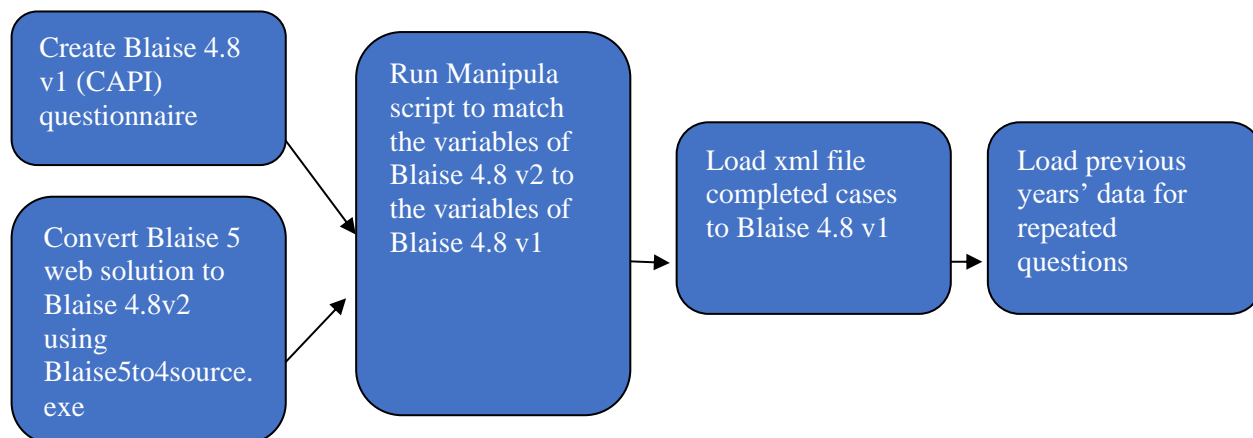 Create Blaise 4.8
v1 (CAPI)
questionnaire
Convert Blaise 5
web solution to
Blaise 4.8v2
using
Blaise5to4source.
exe
Run Manipula
script to match
the variables of
Blaise 4.8 v2 to
the variables of
Blaise 4.8 v1
Load xml file
completed cases
to Blaise 4.8 v1
Load previous
years’ data for
repeated
questions